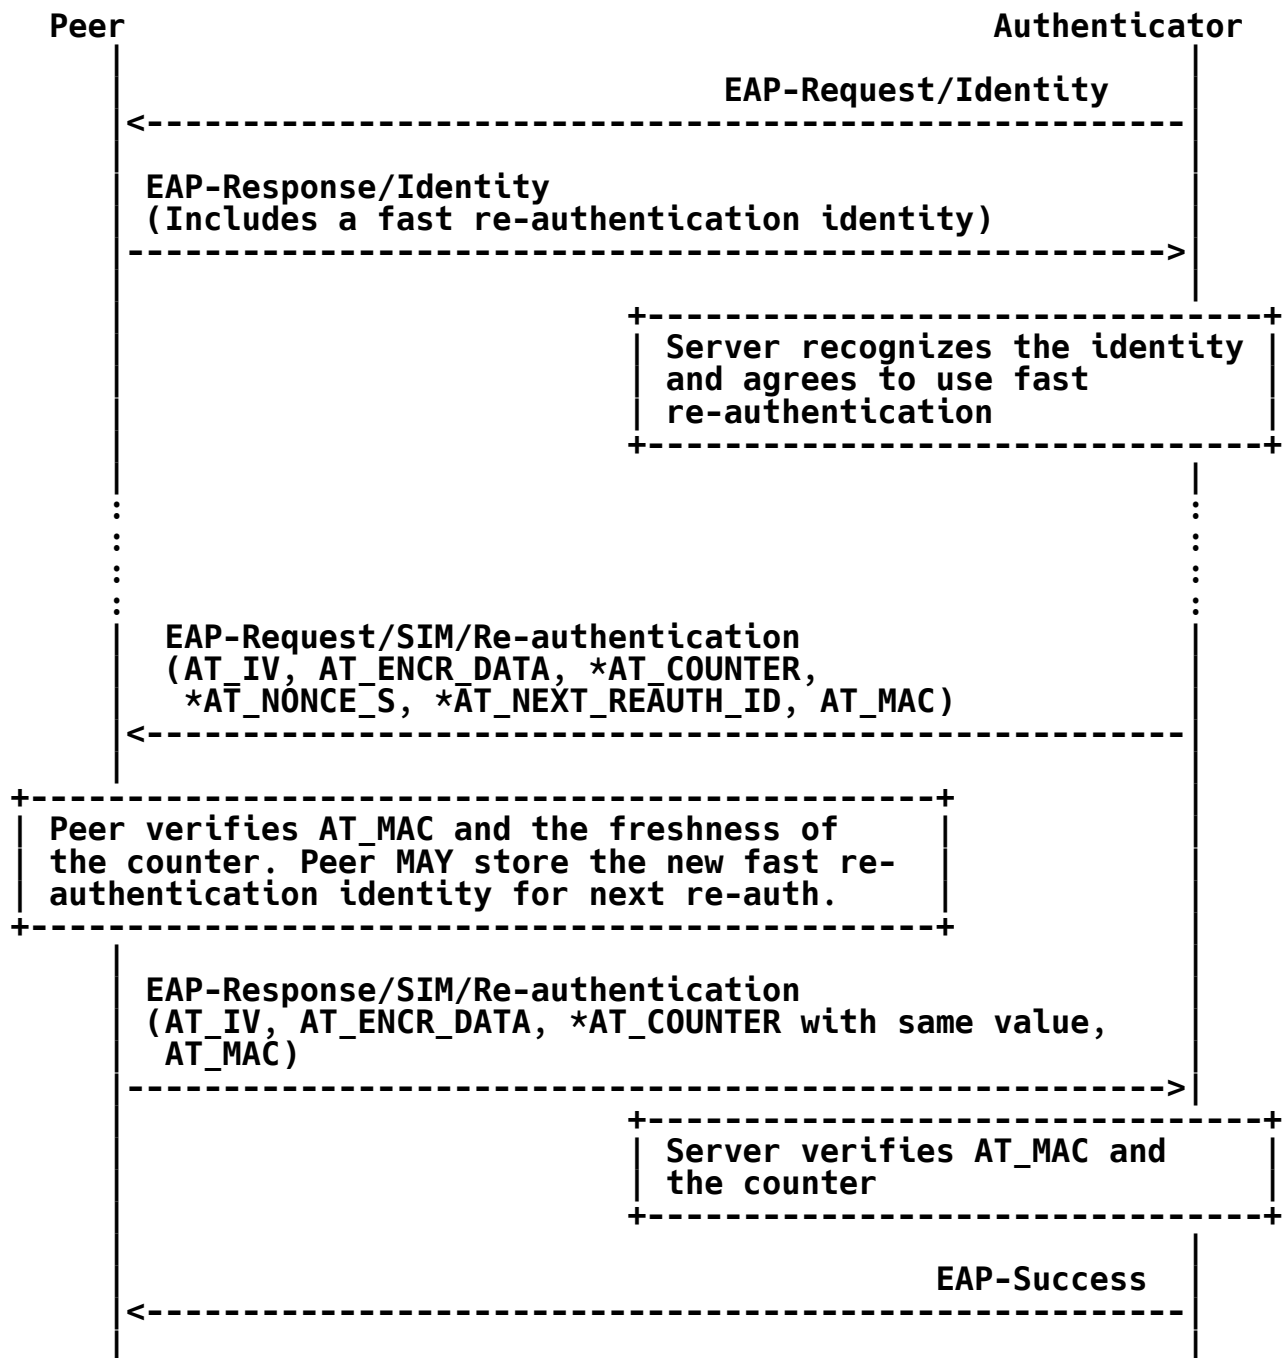 Peer Authenticator
EAP-Request/Identity
EAP-Response/Identity
(Includes a fast re-authentication identity)
Server recognizes the identity
and agrees to use fast
re-authentication
:
:
:
:
:
:
:
:
EAP-Request/SIM/Re-authentication
(AT_IV, AT_ENCR_DATA, *AT_COUNTER,
*AT_NONCE_S, *AT_NEXT_REAUTH_ID, AT_MAC)
Peer verifies AT_MAC and the freshness of
the counter. Peer MAY store the new fast re-
authentication identity for next re-auth.
EAP-Response/SIM/Re-authentication
(AT_IV, AT_ENCR_DATA, *AT_COUNTER with same value,
AT_MAC)
Server verifies AT_MAC and
the counter
EAP-Success